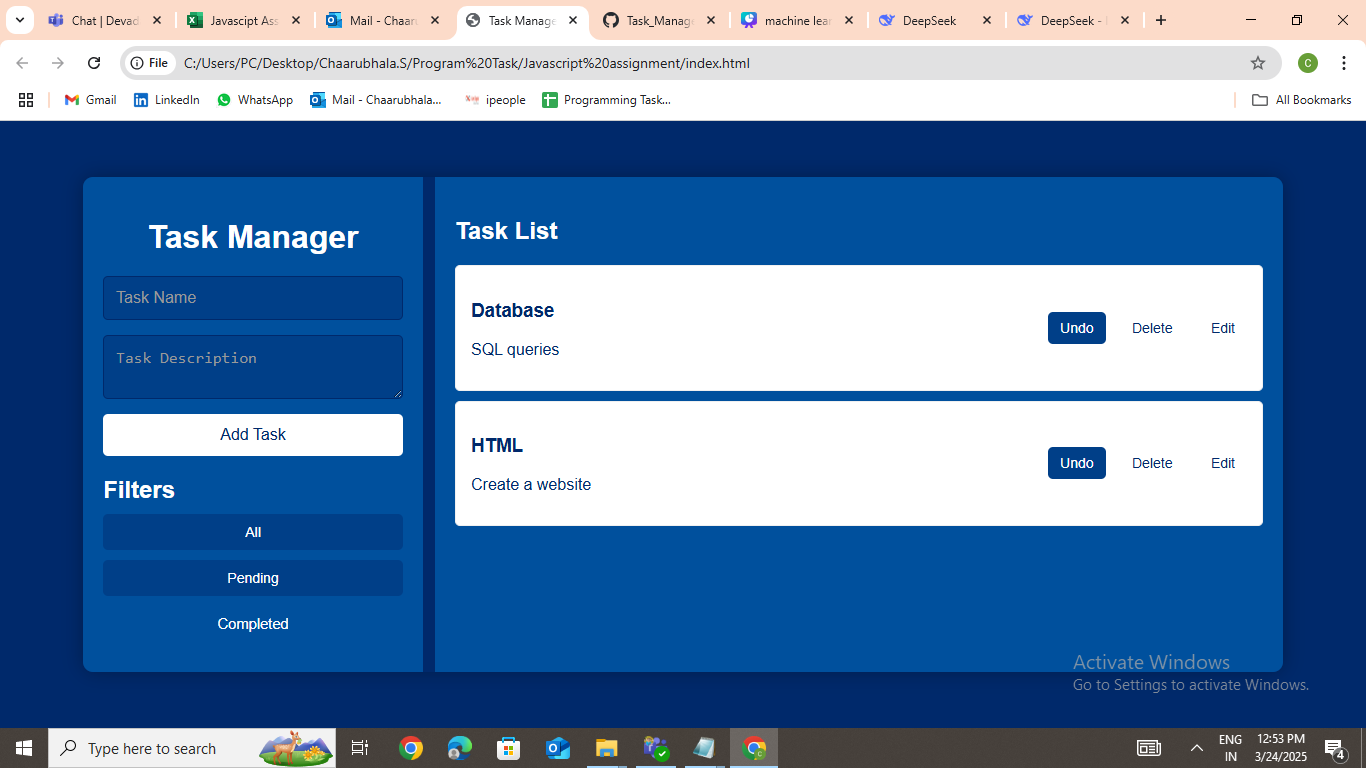 Chat | Devad
Javascipt Ass
Mail - Chaaru
Task Manage
Task_Manage
machine lear
DeepSeek
DeepSeek -
File
C:/Users/PC/Desktop/Chaarubhala.S/Program%20Task/Javascript%20assignment/index.html
C
Gmail
LinkedIn
WhatsApp
Mail - Chaarubhala...
ipeople
Programming Task...
All Bookmarks
Task Manager
Task Name
Task Description
Add Task
Filters
All
Pending
Completed
Task List
Database
SQL queries
Undo
Delete
Edit
HTML
Create a website
Undo
Delete
Edit
Activate Windows
Go to Settings to activate Windows.
Type here to search
ENG
IN
12:53 PM
3/24/2025
4